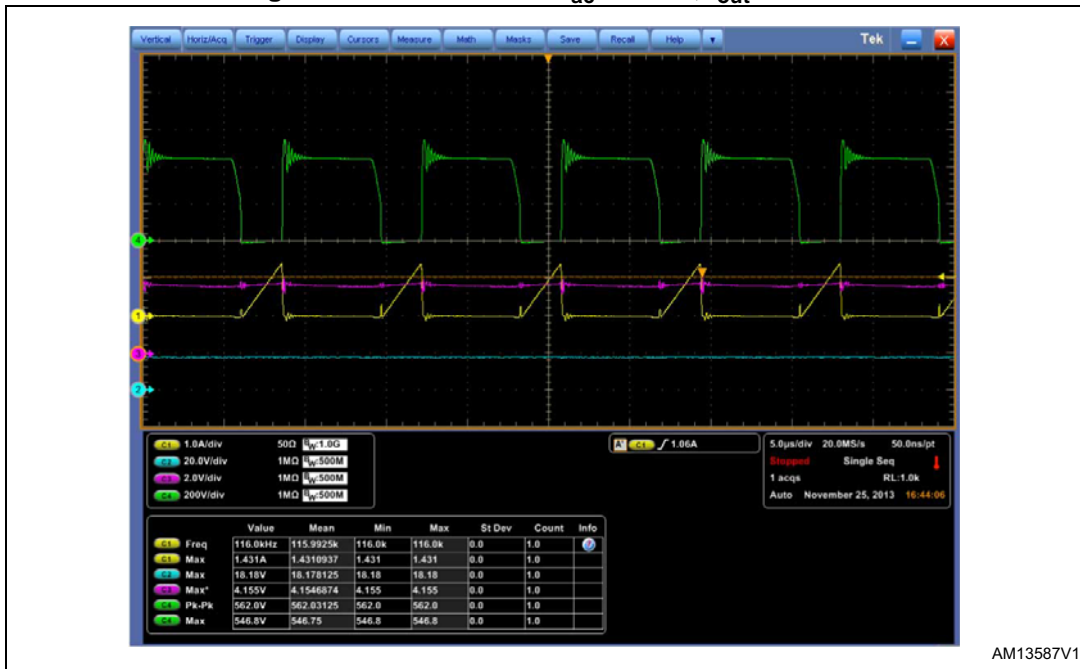 Vertical Horiz/Acq Trigger Display Cursors Measure Math Masks Save Recall Help Tek X
4
1
3
2
C1 1.0A/div 50Ω BW:1.0G
C2 20.0V/div 1MΩ BW:500M
C3 2.0V/div 1MΩ BW:500M
C4 200V/div 1MΩ BW:500M
A' C1 1.06A
5.0µs/div 20.0MS/s 50.0ns/pt
Stopped Single Seq
1 acqs RL:1.0k
Auto November 25, 2013 16:44:06
Value Mean Min Max St Dev Count Info
C1 Freq 116.0kHz 115.9925k 116.0k 116.0k 0.0 1.0
C1 Max 1.431A 1.4310937 1.431 1.431 0.0 1.0
C2 Max 18.18V 18.178125 18.18 18.18 0.0 1.0
C3 Max* 4.155V 4.1546874 4.155 4.155 0.0 1.0
C4 Pk-Pk 562.0V 562.03125 562.0 562.0 0.0 1.0
C4 Max 546.8V 546.75 546.8 546.8 0.0 1.0
AM13587V1